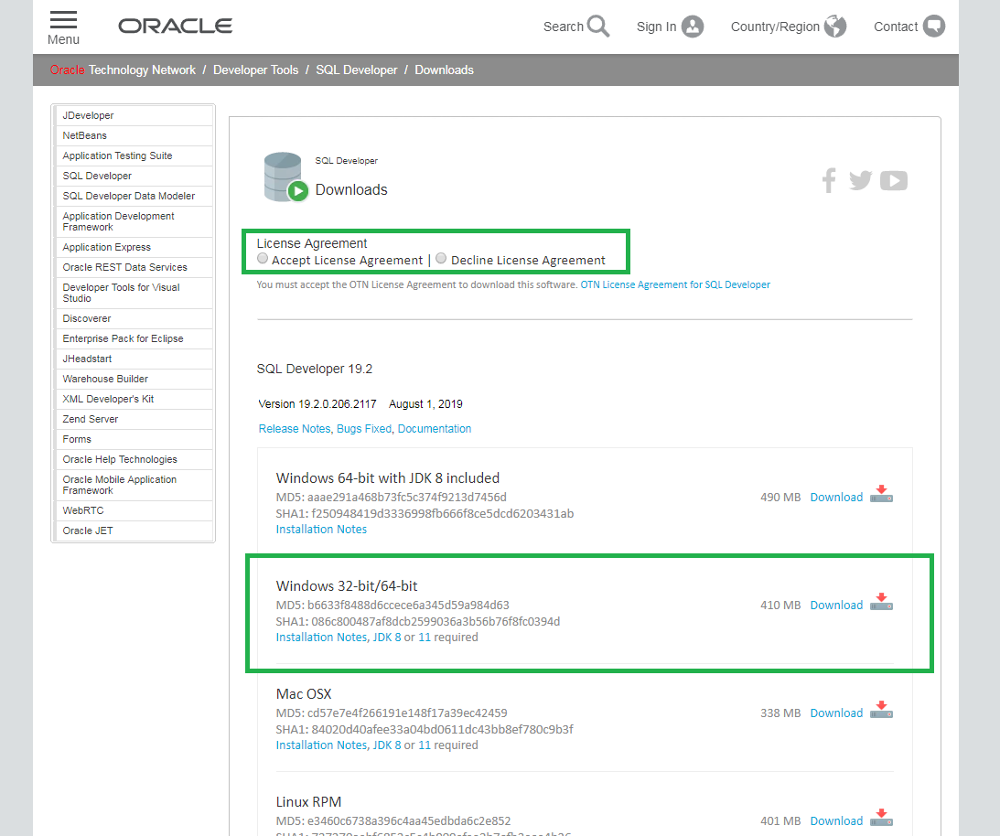 Menu
ORACLE
Search
Sign In
Country/Region
Contact
Oracle Technology Network / Developer Tools / SQL Developer / Downloads
JDeveloper
NetBeans
Application Testing Suite
SQL Developer
SQL Developer Data Modeler
Application Development
Framework
Application Express
Oracle REST Data Services
Developer Tools for Visual
Studio
Discoverer
Enterprise Pack for Eclipse
JHeadstart
Warehouse Builder
XML Developer's Kit
Zend Server
Forms
Oracle Help Technologies
Oracle Mobile Application
Framework
WebRTC
Oracle JET
SQL Developer
Downloads
License Agreement
Accept License Agreement | Decline License Agreement
You must accept the OTN License Agreement to download this software. OTN License Agreement for SQL Developer
SQL Developer 19.2
Version 19.2.0.206.2117 August 1, 2019
Release Notes, Bugs Fixed, Documentation
Windows 64-bit with JDK 8 included
MD5: aaae291a468b73fc5c374f9213d7456d 490 MB Download
SHA1: f250948419d3336998fb666f8ce5dcd6203431ab
Installation Notes
Windows 32-bit/64-bit
MD5: b6633f8488d6ccece6a345d59a984d63 410 MB Download
SHA1: 086c800487af8dcb2599036a3b56b76f8fc0394d
Installation Notes, JDK 8 or 11 required
Mac OSX
MD5: cd57e7e4f266191e148f17a39ec42459 338 MB Download
SHA1: 84020d40afee33a04bd0611dc43bb8ef780c9b3f
Installation Notes, JDK 8 or 11 required
Linux RPM
MD5: e3460c6738a396c4aa45edbda6c2e852 401 MB Download